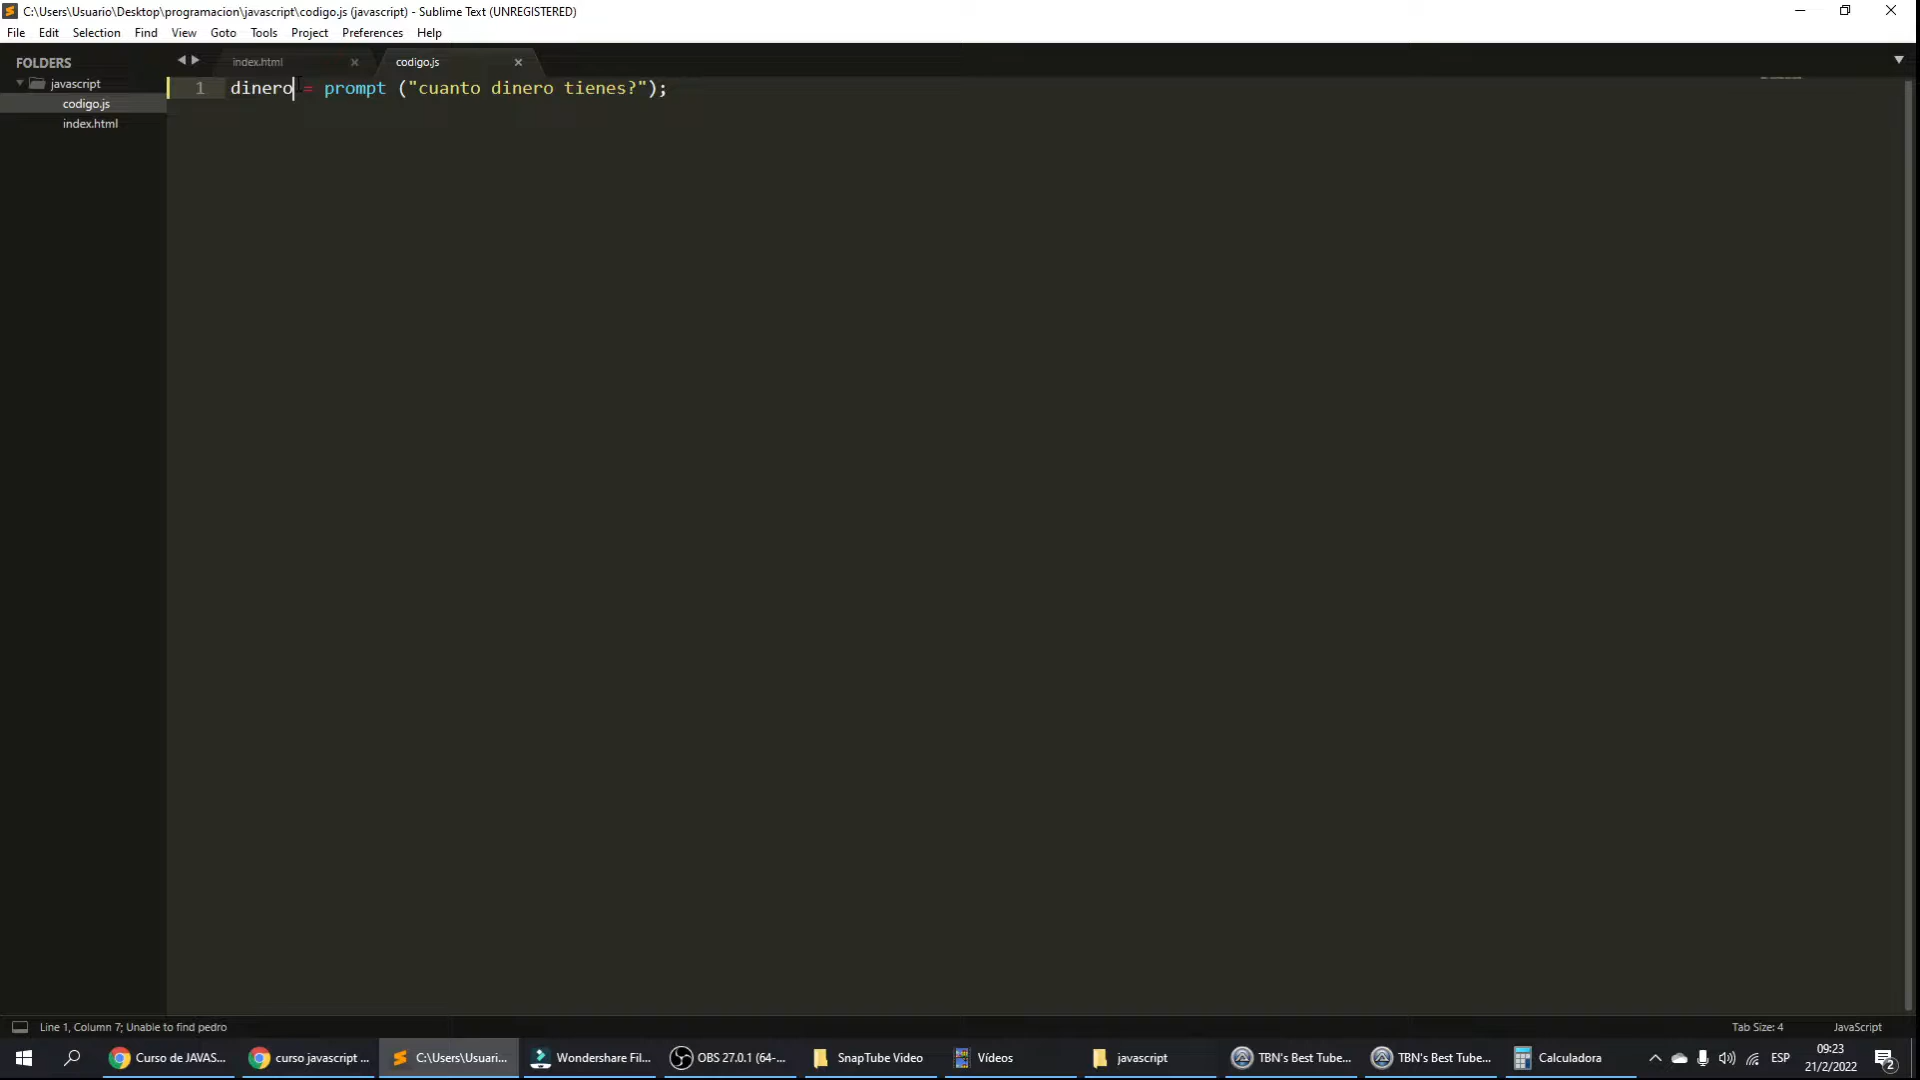 C:\Users\Usuario\Desktop\programacion\javascript\codigo.js (javascript) - Sublime Text (UNREGISTERED)
File Edit Selection Find View Goto Tools Project Preferences Help
FOLDERS
javascript
codigo.js
index.html
index.html codigo.js
1 dinero = prompt ("cuanto dinero tienes?");
Line 1, Column 7; Unable to find pedro
Tab Size: 4 JavaScript
Curso de JAVAS... curso javascript ... C:\Users\Usuari... Wondershare Fil... OBS 27.0.1 (64-... SnapTube Video Vídeos javascript TBN's Best Tube... TBN's Best Tube... Calculadora ESP
09:23
21/2/2022
2